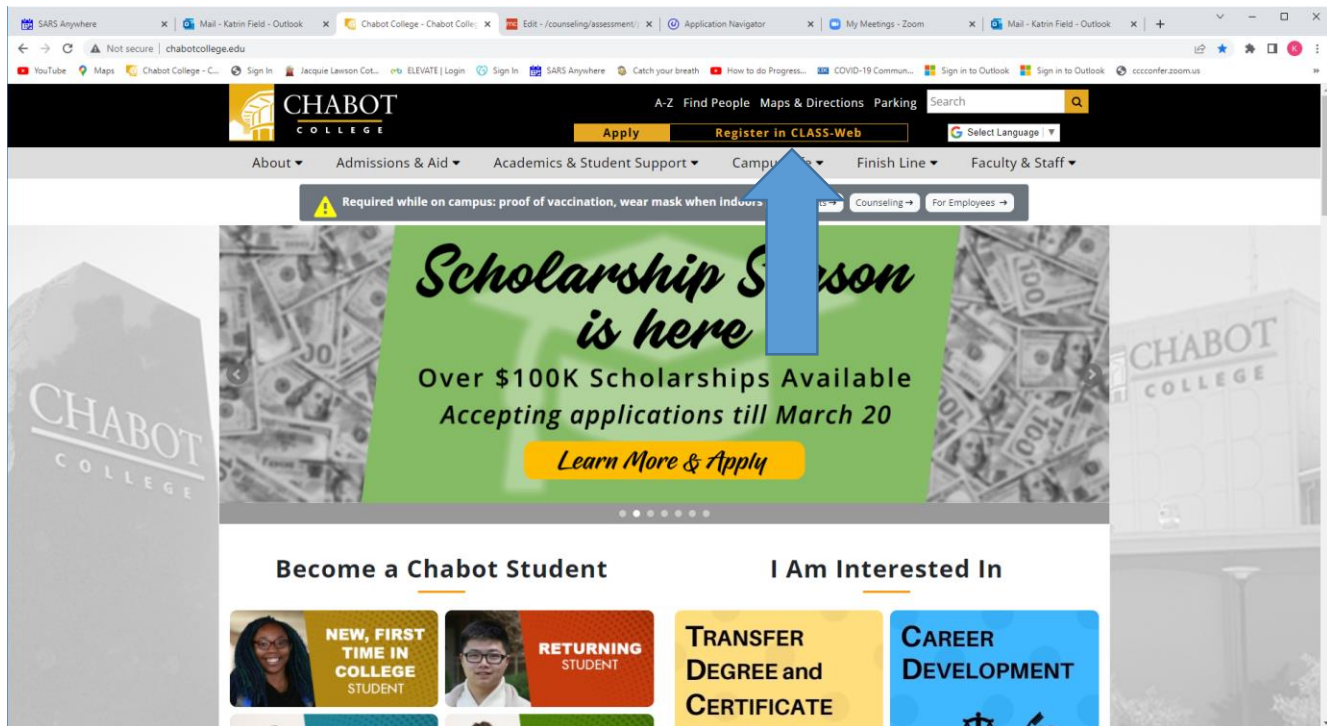 SARS Anywhere
Mail - Katrin Field - Outlook
Chabot College - Chabot Colleg
Edit - /counseling/assessment/
Application Navigator
My Meetings - Zoom
Mail - Katrin Field - Outlook
Not secure | chabotcollege.edu
K
YouTube Maps Chabot College - C... Sign In Jacquie Lawson Cot... ELEVATE | Login Sign In SARS Anywhere Catch your breath How to do Progress... COVID-19 Commun... Sign in to Outlook Sign in to Outlook cccconfer.zoom.us »
CHABOT
COLLEGE
A-Z Find People Maps & Directions Parking Search
Apply Register in CLASS-Web
G Select Language ▼
About Admissions & Aid Academics & Student Support Finish Line Faculty & Staff
Required while on campus: proof of vaccination, wear mask when indoors
Counseling → For Employees →
Scholarship Season
is here
Over $100K Scholarships Available
Accepting applications till March 20
Learn More & Apply
CHABOT
COLLEGE
CHABOT
COLLEGE
Become a Chabot Student
I Am Interested In
NEW, FIRST
TIME IN
COLLEGE
STUDENT
RETURNING
STUDENT
TRANSFER
DEGREE and
CERTIFICATE
CAREER
DEVELOPMENT